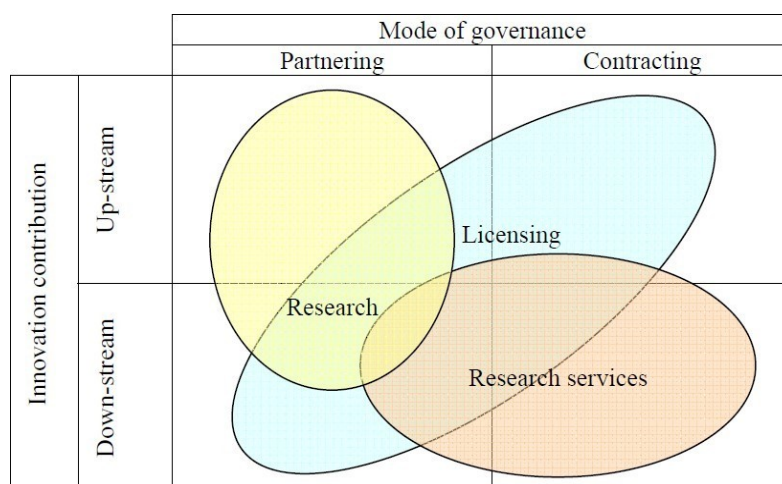 Mode of governance
Partnering
Contracting
Innovation contribution
Up-stream
Down-stream
Licensing
Research
Research services